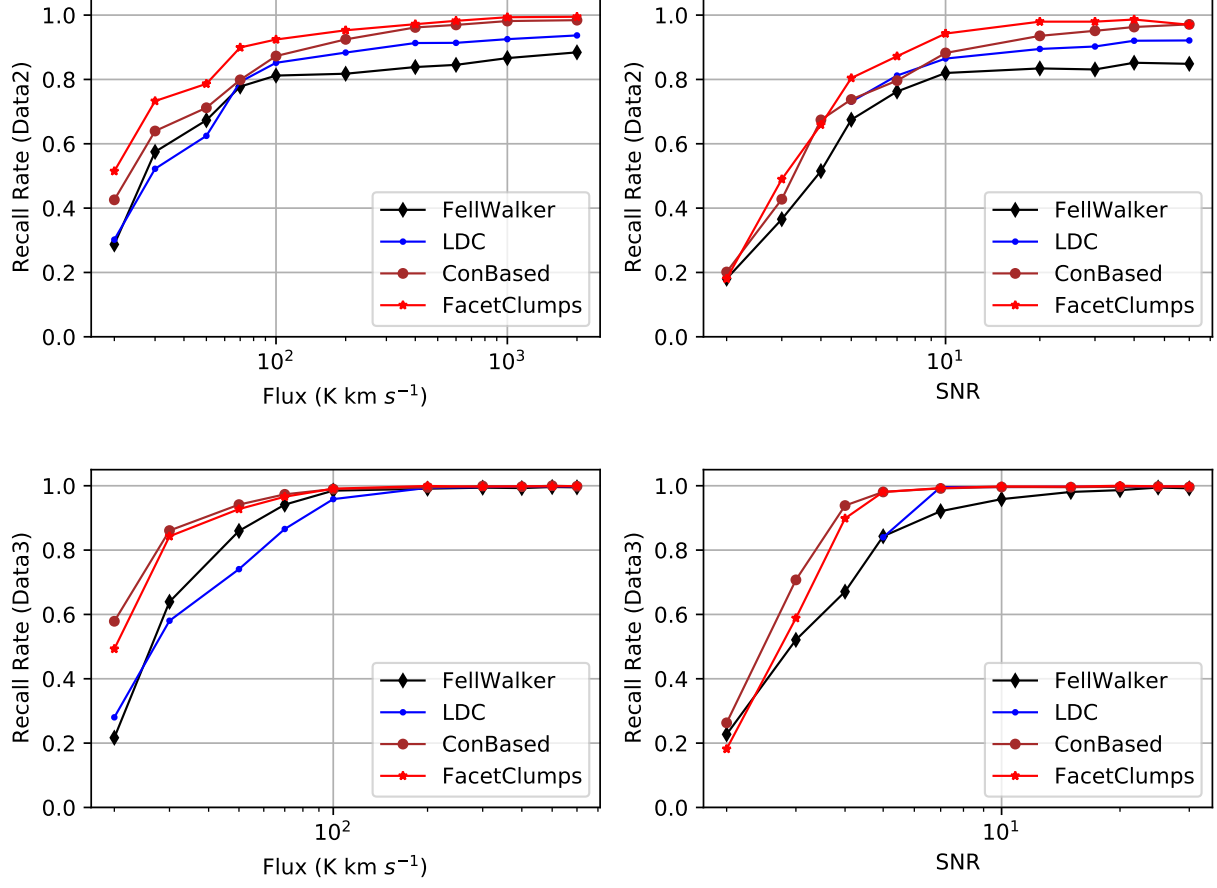 Recall Rate (Data2)
1.0
0.8
0.6
0.4
0.2
0.0
FellWalker
LDC
ConBased
FacetClumps
10²
10³
Flux (K km s⁻¹)
Recall Rate (Data2)
1.0
0.8
0.6
0.4
0.2
0.0
FellWalker
LDC
ConBased
FacetClumps
10¹
SNR
Recall Rate (Data3)
1.0
0.8
0.6
0.4
0.2
0.0
FellWalker
LDC
ConBased
FacetClumps
10²
Flux (K km s⁻¹)
Recall Rate (Data3)
1.0
0.8
0.6
0.4
0.2
0.0
FellWalker
LDC
ConBased
FacetClumps
10¹
SNR